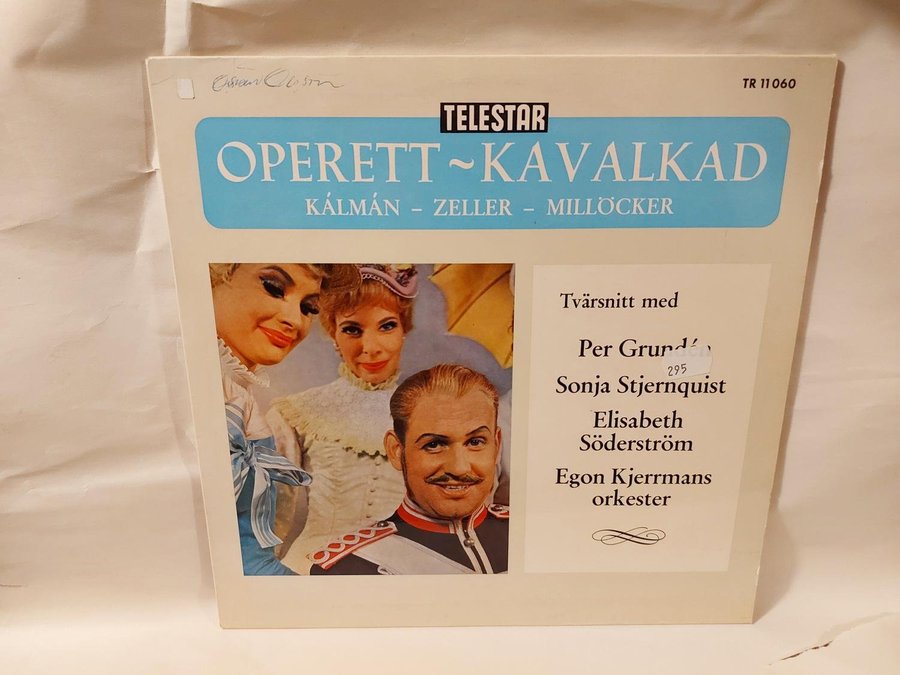 TR 11060
TELESTAR
OPERETT~KAVALKAD
KÁLMÁN – ZELLER – MILLÖCKER
Tvärsnitt med
Per Grundén
295
Sonja Stjernquist
Elisabeth
Söderström
Egon Kjerrmans
orkester